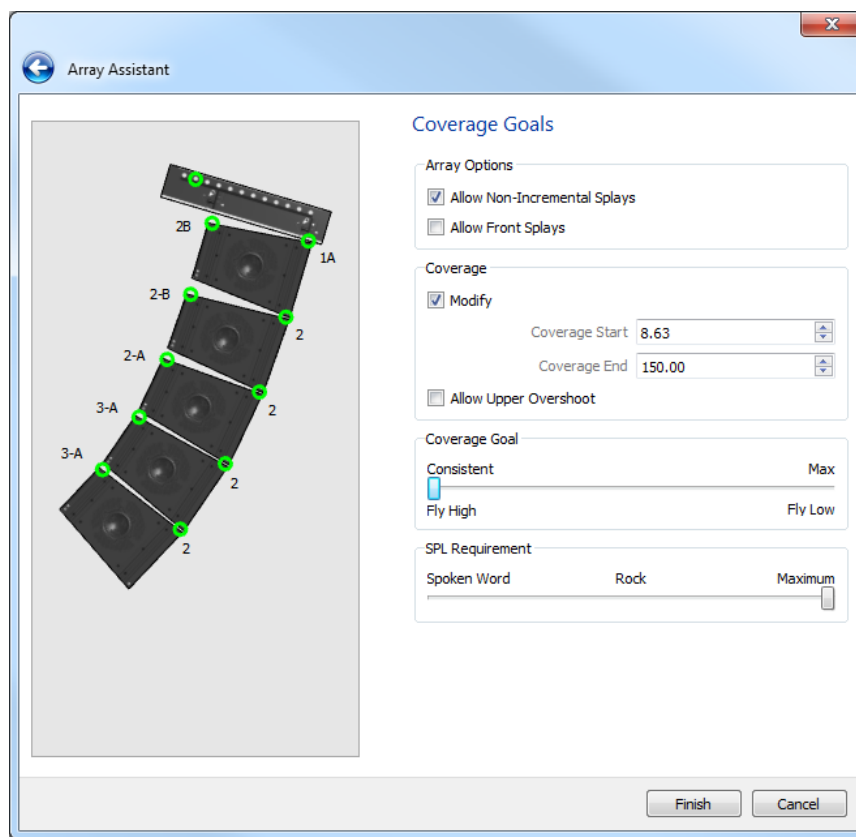 Array Assistant
2B
1A
2-B
2
2-A
2
3-A
2
3-A
2
Coverage Goals
Array Options
Allow Non-Incremental Splays
Allow Front Splays
Coverage
Modify
Coverage Start 8.63
Coverage End 150.00
Allow Upper Overshoot
Coverage Goal
Consistent Max
Fly High Fly Low
SPL Requirement
Spoken Word Rock Maximum
Finish Cancel